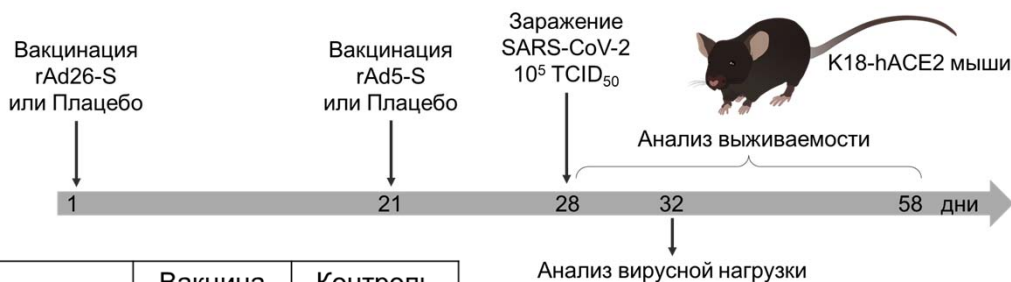 Вакцинация
rAd26-S
или Плацебо
Вакцинация
rAd5-S
или Плацебо
Заражение
SARS-CoV-2
10⁵ TCID₅₀
K18-hACE2 мыши
Анализ выживаемости
1 21 28 32 58 дни
Анализ вирусной нагрузки
Вакцина Контроль